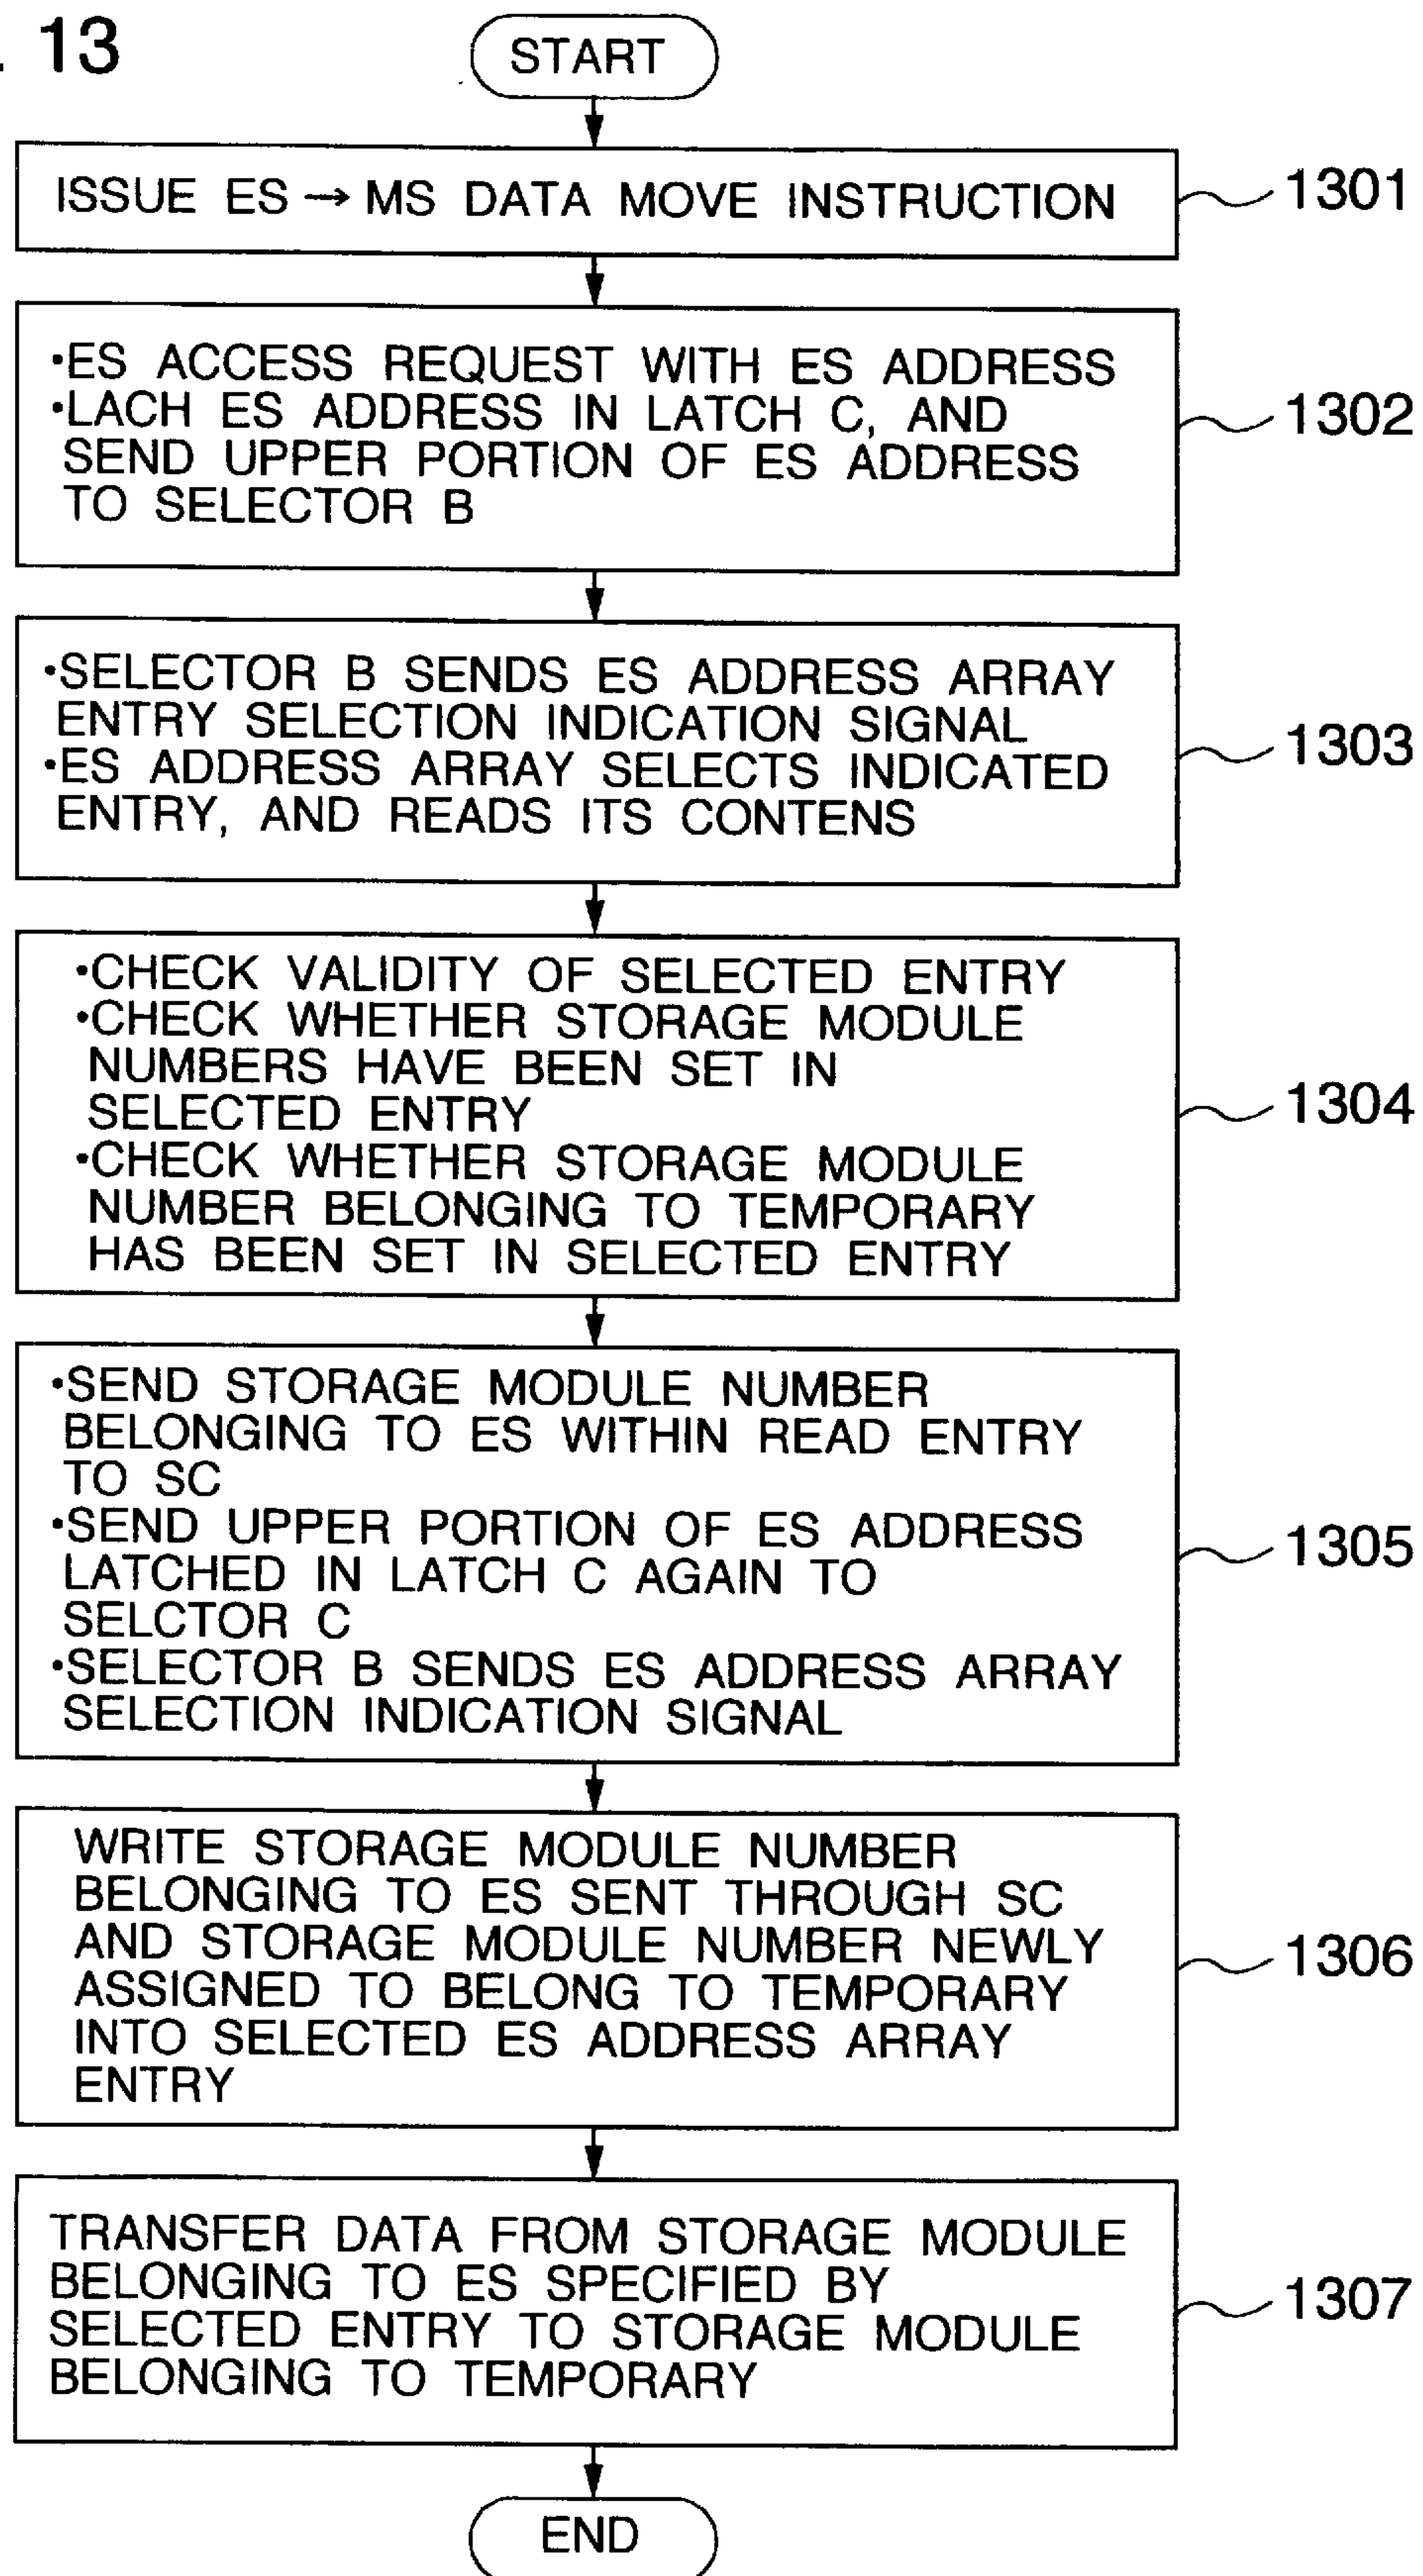 . 13
START
ISSUE ES → MS DATA MOVE INSTRUCTION
1301
•ES ACCESS REQUEST WITH ES ADDRESS
•LACH ES ADDRESS IN LATCH C, AND
SEND UPPER PORTION OF ES ADDRESS
TO SELECTOR B
1302
•SELECTOR B SENDS ES ADDRESS ARRAY
ENTRY SELECTION INDICATION SIGNAL
•ES ADDRESS ARRAY SELECTS INDICATED
ENTRY, AND READS ITS CONTENS
1303
•CHECK VALIDITY OF SELECTED ENTRY
•CHECK WHETHER STORAGE MODULE
NUMBERS HAVE BEEN SET IN
SELECTED ENTRY
•CHECK WHETHER STORAGE MODULE
NUMBER BELONGING TO TEMPORARY
HAS BEEN SET IN SELECTED ENTRY
1304
•SEND STORAGE MODULE NUMBER
BELONGING TO ES WITHIN READ ENTRY
TO SC
•SEND UPPER PORTION OF ES ADDRESS
LATCHED IN LATCH C AGAIN TO
SELCTOR C
•SELECTOR B SENDS ES ADDRESS ARRAY
SELECTION INDICATION SIGNAL
1305
WRITE STORAGE MODULE NUMBER
BELONGING TO ES SENT THROUGH SC
AND STORAGE MODULE NUMBER NEWLY
ASSIGNED TO BELONG TO TEMPORARY
INTO SELECTED ES ADDRESS ARRAY
ENTRY
1306
TRANSFER DATA FROM STORAGE MODULE
BELONGING TO ES SPECIFIED BY
SELECTED ENTRY TO STORAGE MODULE
BELONGING TO TEMPORARY
1307
END